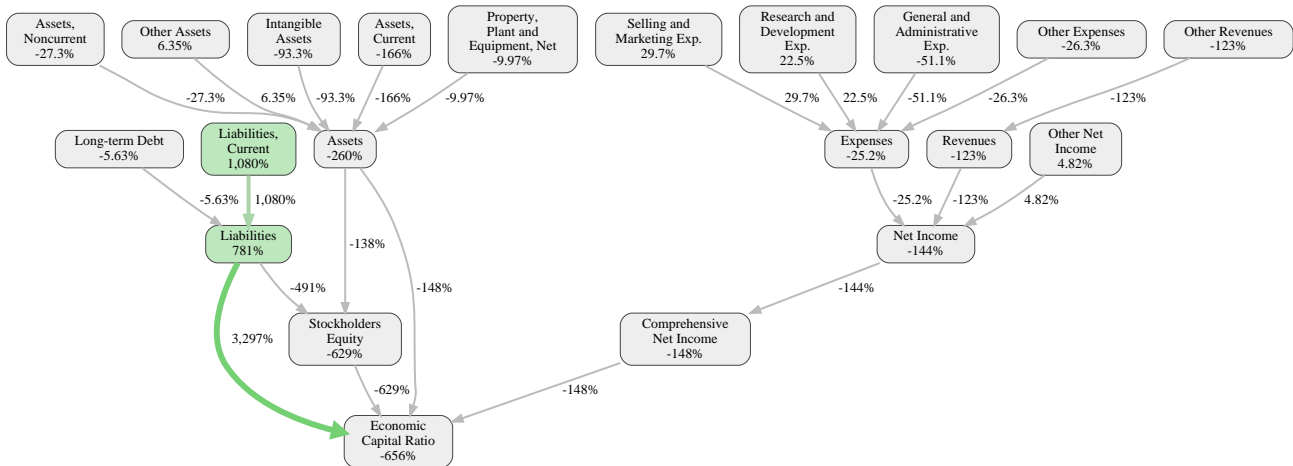 Assets,
Noncurrent
-27.3%
Other Assets
6.35%
Intangible
Assets
-93.3%
Assets,
Current
-166%
Property,
Plant and
Equipment, Net
-9.97%
Selling and
Marketing Exp.
29.7%
Research and
Development
Exp.
22.5%
General and
Administrative
Exp.
-51.1%
Other Expenses
-26.3%
Other Revenues
-123%
-27.3%
6.35%
-93.3%
-166%
-9.97%
29.7%
22.5%
-51.1%
-26.3%
-123%
Long-term Debt
-5.63%
Liabilities,
Current
1,080%
Assets
-260%
Expenses
-25.2%
Revenues
-123%
Other Net
Income
4.82%
-5.63%
1,080%
-25.2%
-123%
4.82%
Liabilities
781%
-138%
Net Income
-144%
-491%
-148%
-144%
3,297%
Stockholders
Equity
-629%
Comprehensive
Net Income
-148%
-629%
-148%
Economic
Capital Ratio
-656%